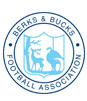 BERKS & BUCKS
FOOTBALL ASSOCIATION